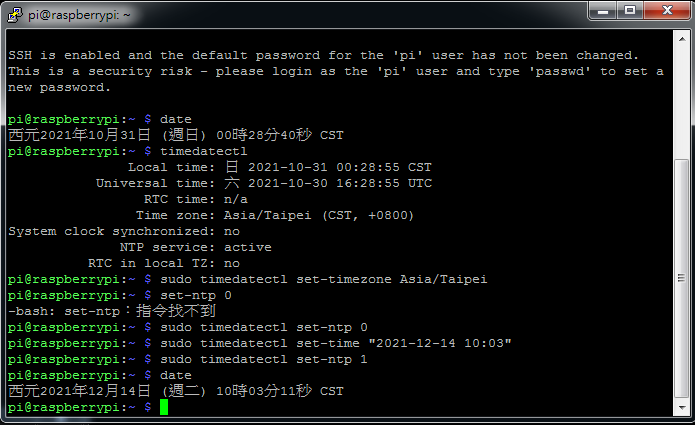 pi@raspberrypi: ~
SSH is enabled and the default password for the 'pi' user has not been changed.
This is a security risk - please login as the 'pi' user and type 'passwd' to set a
new password.
pi@raspberrypi:~ $ date
西元2021年10月31日 (週日) 00時28分40秒 CST
pi@raspberrypi:~ $ timedatectl
Local time: 日 2021-10-31 00:28:55 CST
Universal time: 六 2021-10-30 16:28:55 UTC
RTC time: n/a
Time zone: Asia/Taipei (CST, +0800)
System clock synchronized: no
NTP service: active
RTC in local TZ: no
pi@raspberrypi:~ $ sudo timedatectl set-timezone Asia/Taipei
pi@raspberrypi:~ $ set-ntp 0
-bash: set-ntp：指令找不到
pi@raspberrypi:~ $ sudo timedatectl set-ntp 0
pi@raspberrypi:~ $ sudo timedatectl set-time "2021-12-14 10:03"
pi@raspberrypi:~ $ sudo timedatectl set-ntp 1
pi@raspberrypi:~ $ date
西元2021年12月14日 (週二) 10時03分11秒 CST
pi@raspberrypi:~ $